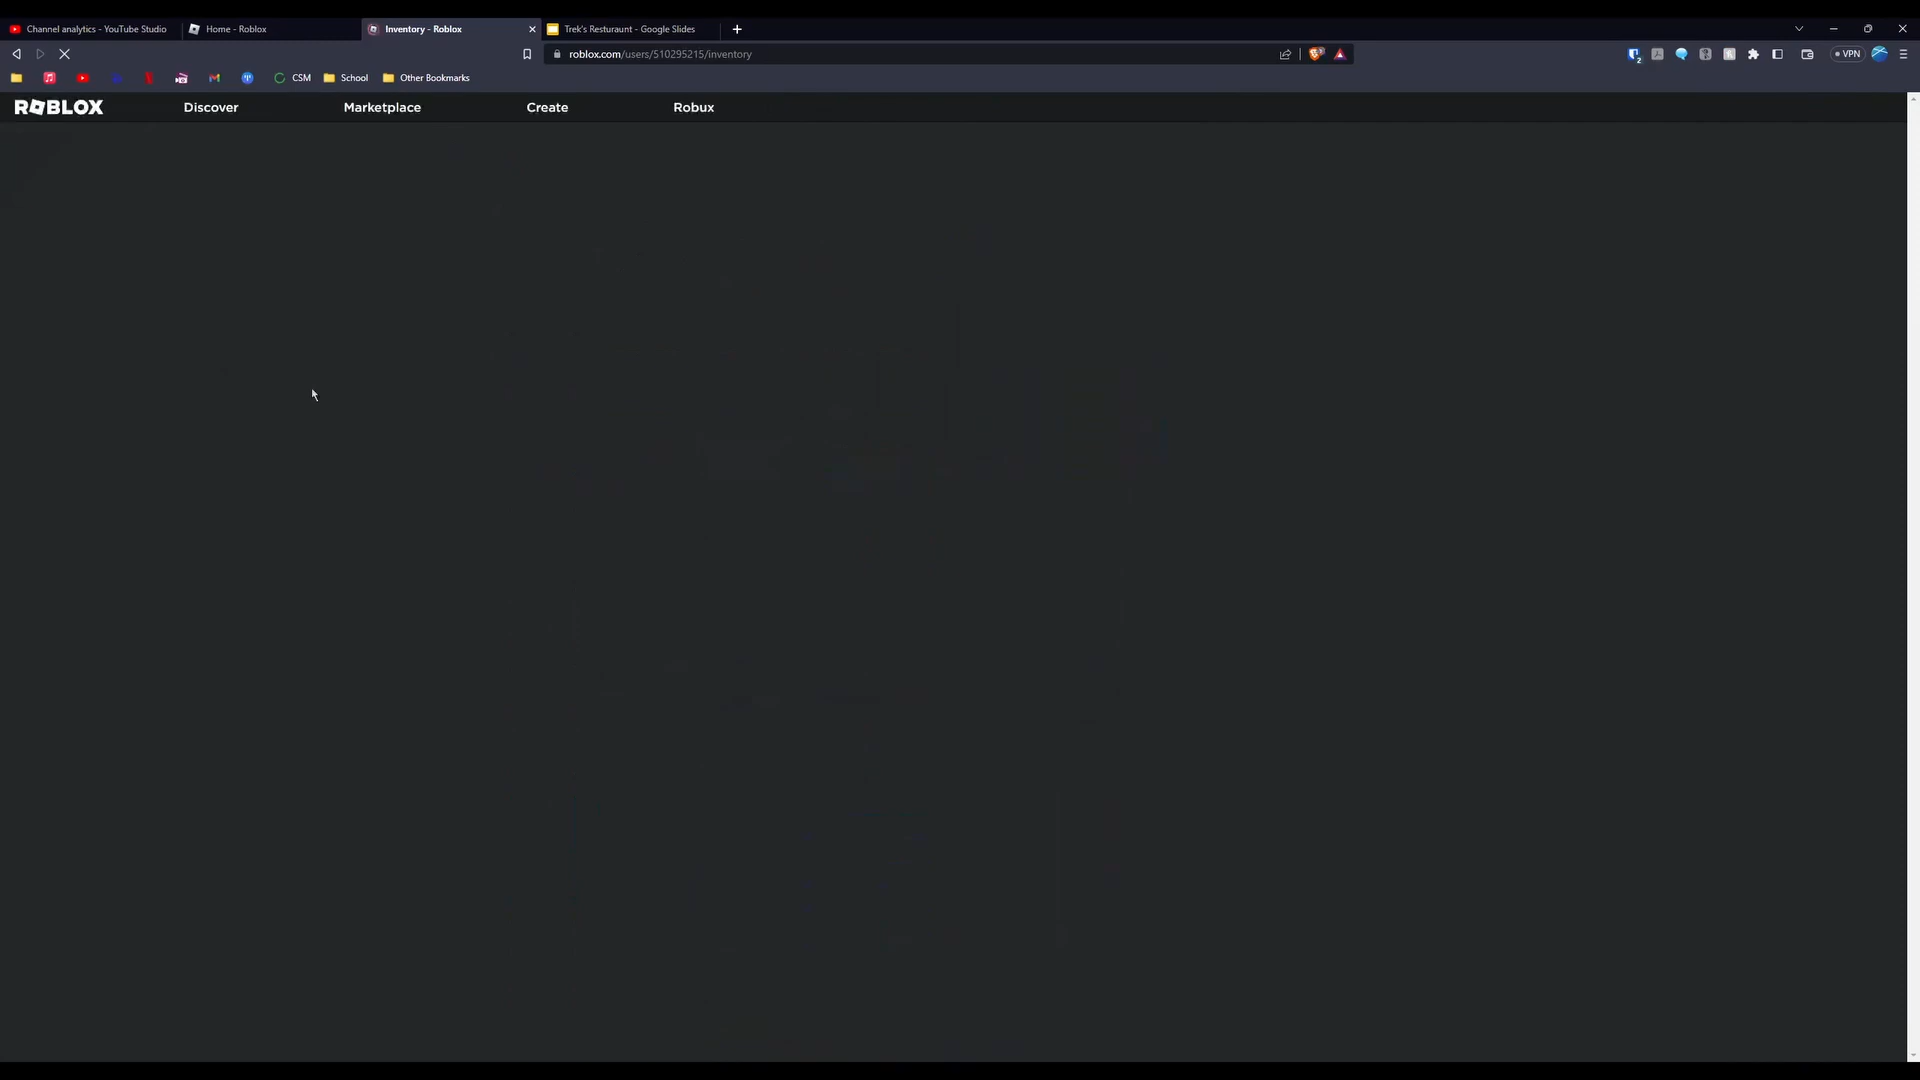 Channel analytics - YouTube Studio
Home - Roblox
Inventory - Roblox
Trek's Resturaunt - Google Slides
roblox.com/users/510295215/inventory
2
VPN
CSM
School
Other Bookmarks
ROBLOX
Discover
Marketplace
Create
Robux